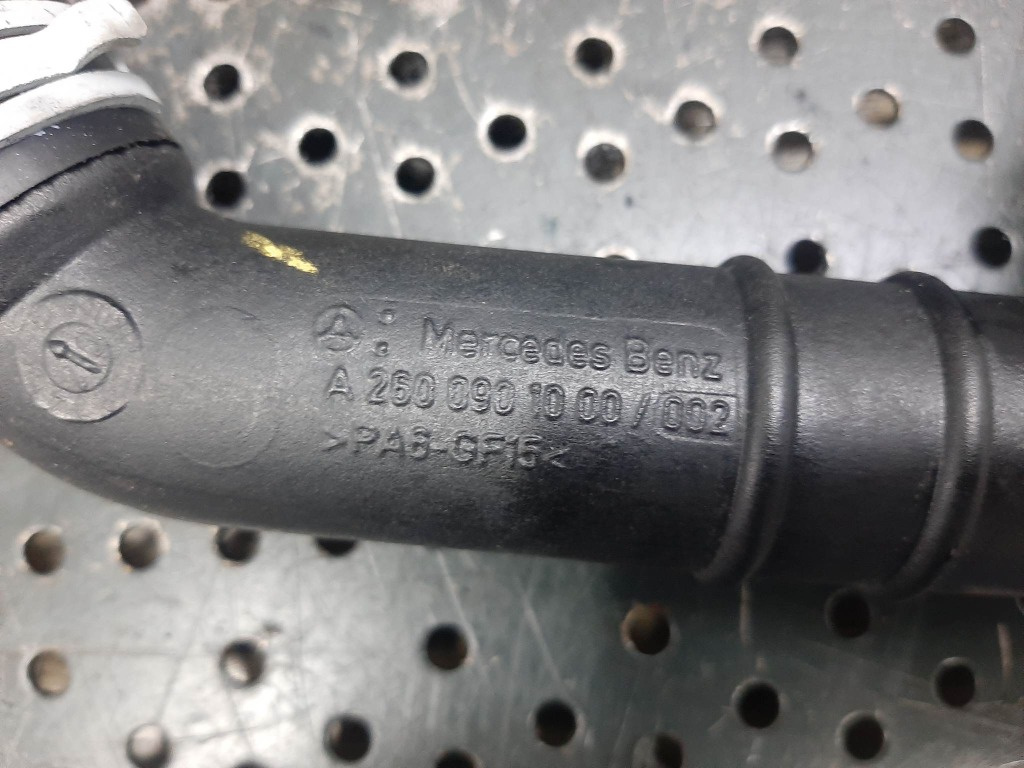 Mercedes Benz
A 260 090 10 00 / 002
>PA6-GF15<